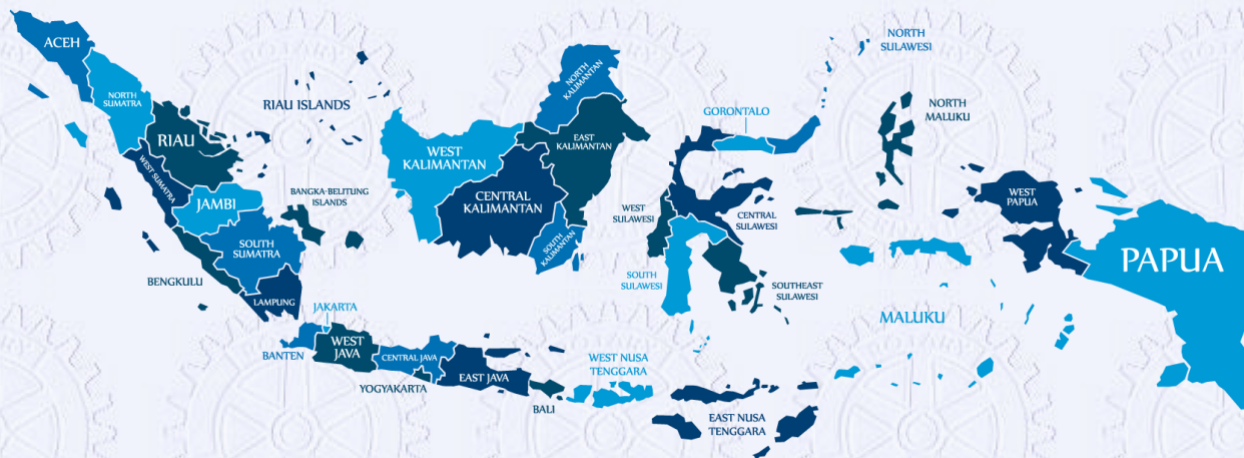 ACEH
NORTH
SUMATRA
RIAU
WEST SUMATRA
JAMBI
RIAU ISLANDS
BANGKA-BELITUNG
ISLANDS
SOUTH
SUMATRA
BENGKULU
LAMPUNG
JAKARTA
BANTEN
WEST
JAVA
CENTRAL JAVA
YOGYAKARTA
EAST JAVA
BALI
WEST NUSA
TENGGARA
EAST NUSA
TENGGARA
WEST
KALIMANTAN
CENTRAL
KALIMANTAN
NORTH
KALIMANTAN
EAST
KALIMANTAN
SOUTH
KALIMANTAN
WEST
SULAWESI
SOUTH
SULAWESI
CENTRAL
SULAWESI
SOUTHEAST
SULAWESI
GORONTALO
NORTH
SULAWESI
NORTH
MALUKU
MALUKU
WEST
PAPUA
PAPUA